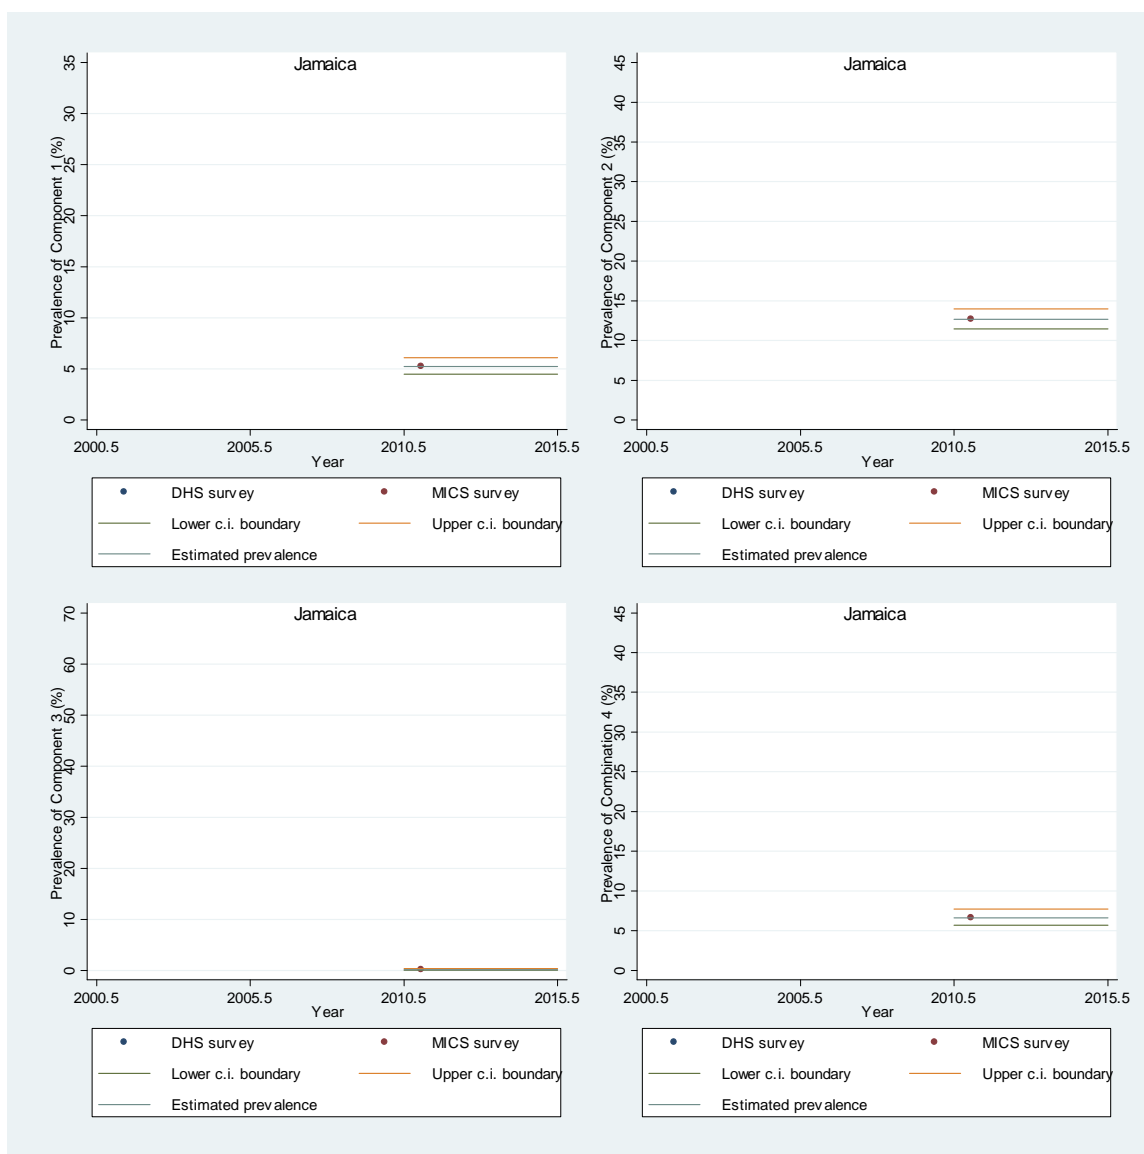 Jamaica
Prevalence of Component 1 (%)
35
30
25
20
15
10
5
0
2000.5 2005.5 2010.5 2015.5
Year
DHS survey MICS survey
Lower c.i. boundary Upper c.i. boundary
Estimated prevalence
Jamaica
Prevalence of Component 2 (%)
45
40
35
30
25
20
15
10
5
0
2000.5 2005.5 2010.5 2015.5
Year
DHS survey MICS survey
Lower c.i. boundary Upper c.i. boundary
Estimated prevalence
Jamaica
Prevalence of Component 3 (%)
70
60
50
40
30
20
10
0
2000.5 2005.5 2010.5 2015.5
Year
DHS survey MICS survey
Lower c.i. boundary Upper c.i. boundary
Estimated prevalence
Jamaica
Prevalence of Combination 4 (%)
45
40
35
30
25
20
15
10
5
0
2000.5 2005.5 2010.5 2015.5
Year
DHS survey MICS survey
Lower c.i. boundary Upper c.i. boundary
Estimated prevalence